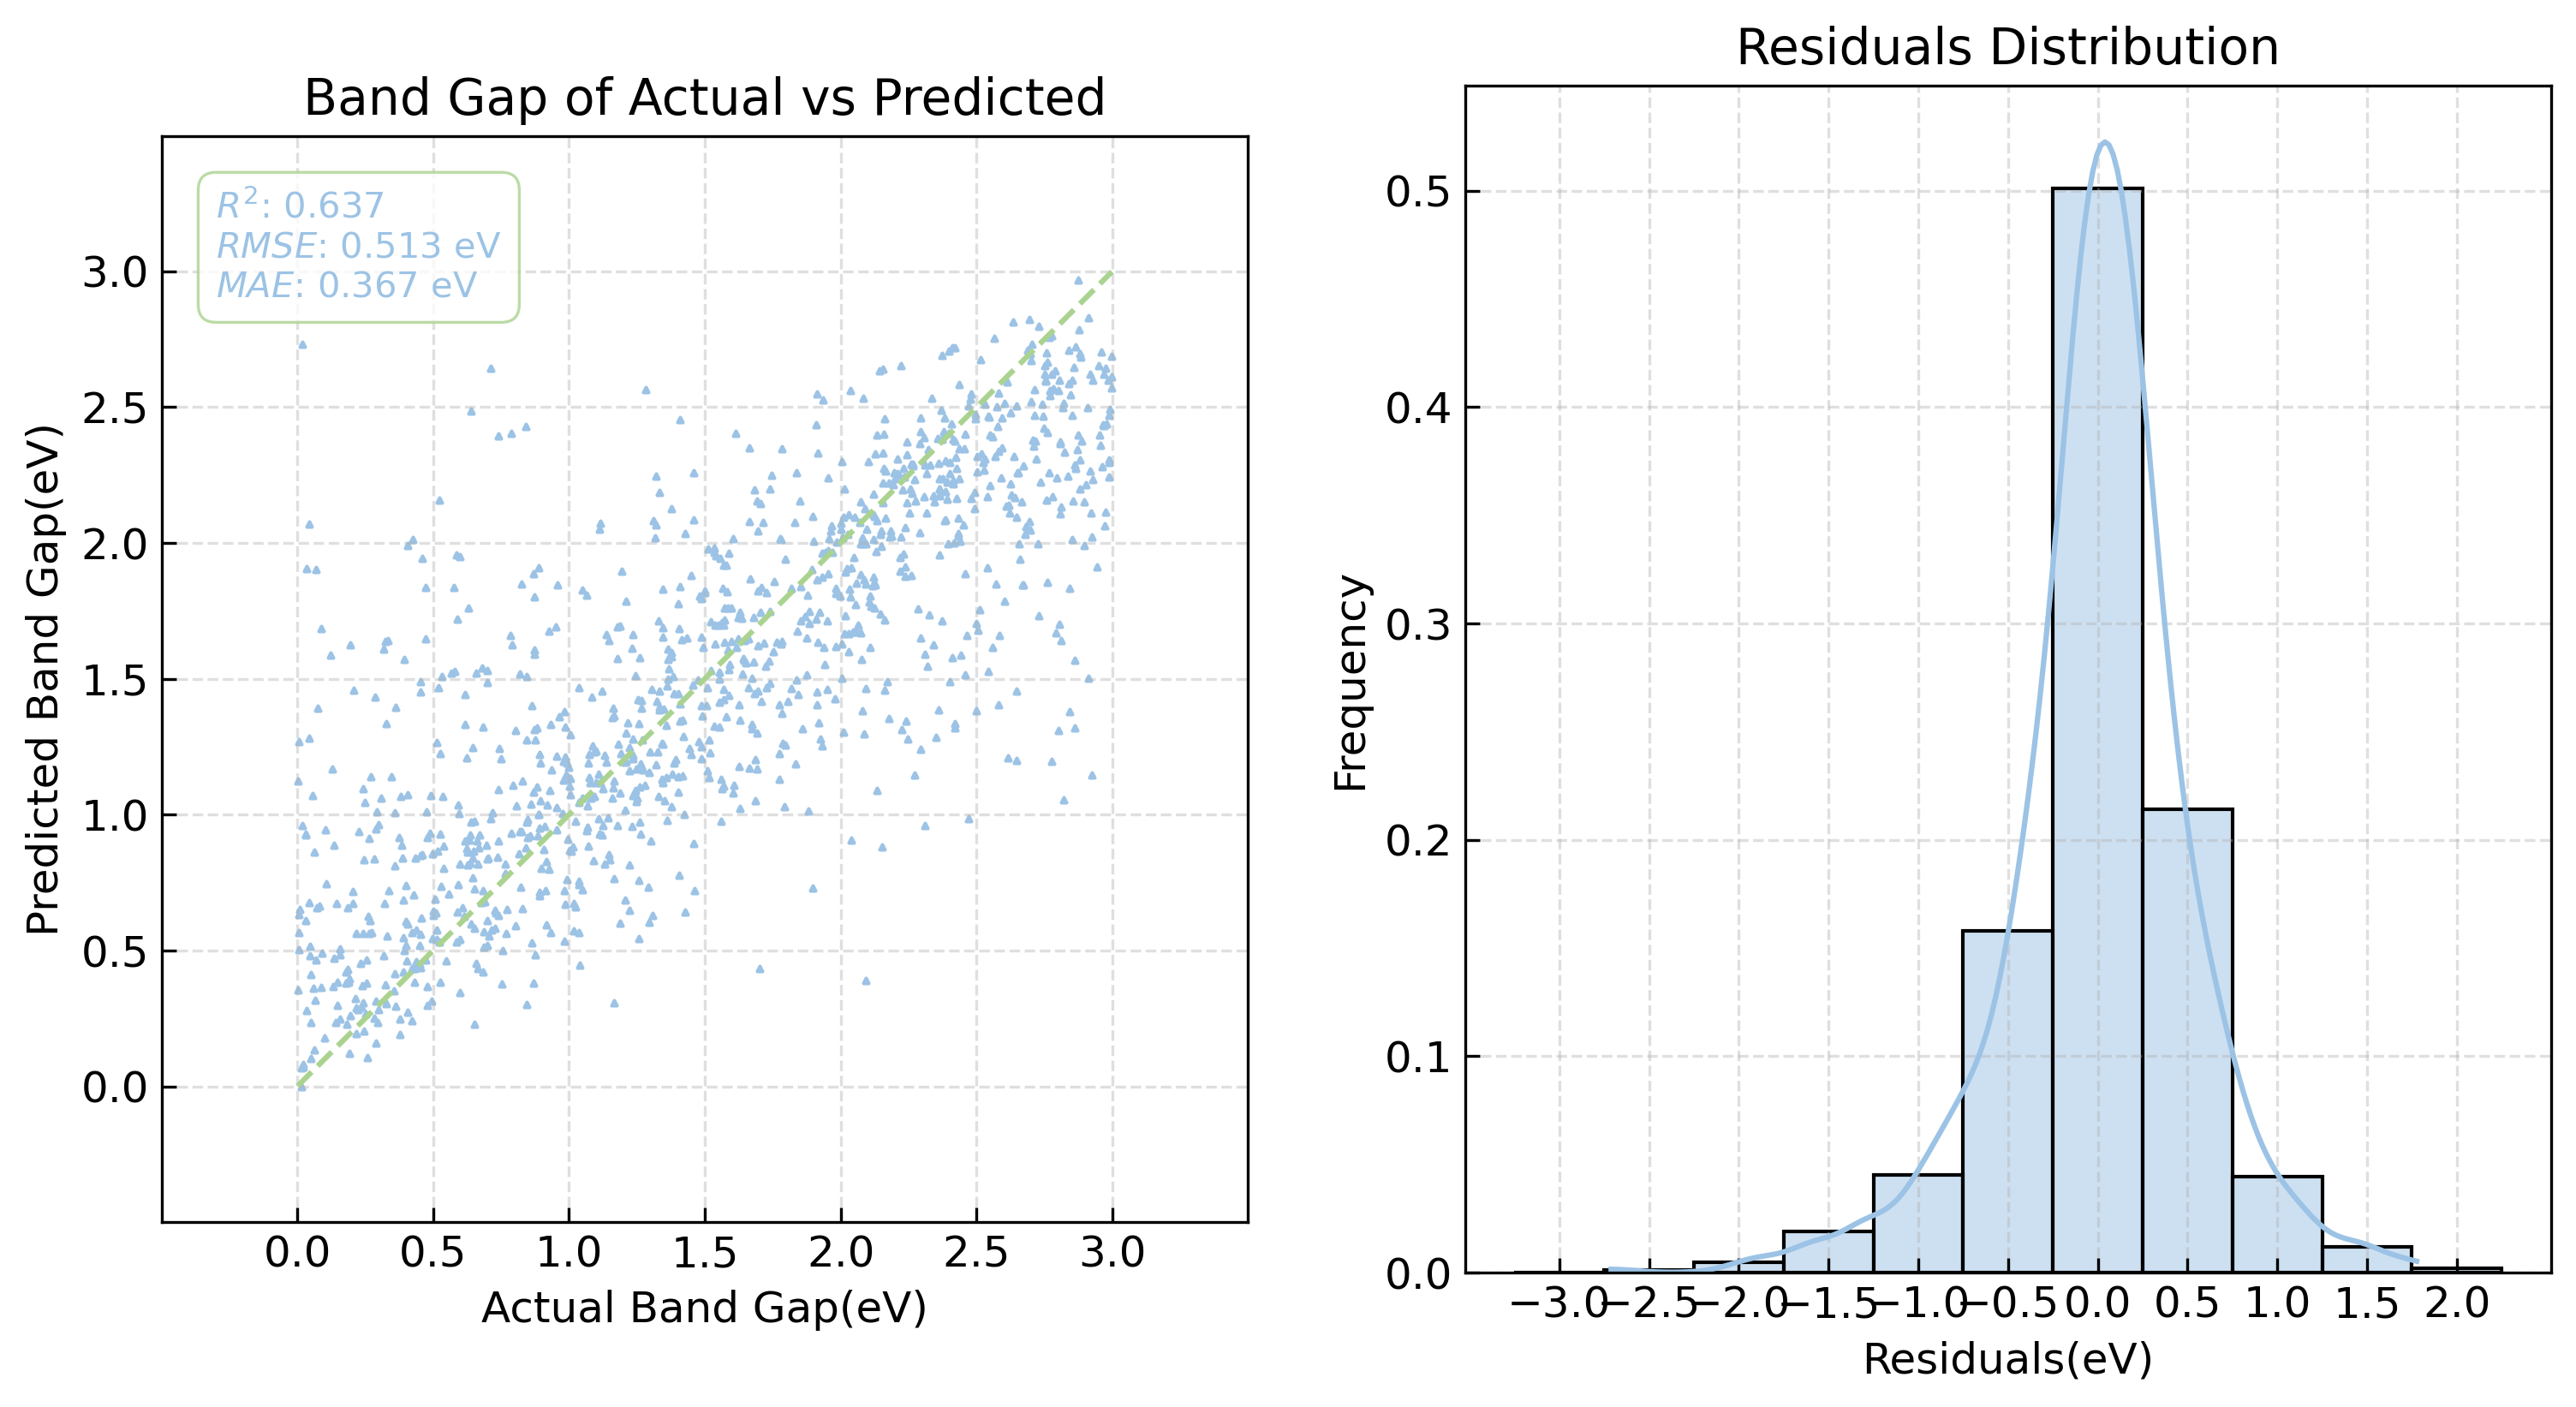 Band Gap of Actual vs Predicted
R²: 0.637
RMSE: 0.513 eV
MAE: 0.367 eV
3.0
2.5
2.0
1.5
1.0
0.5
0.0
Predicted Band Gap(eV)
0.0 0.5 1.0 1.5 2.0 2.5 3.0
Actual Band Gap(eV)
Residuals Distribution
0.5
0.4
0.3
0.2
0.1
0.0
Frequency
−3.0 −2.5 −2.0 −1.5 −1.0 −0.5 0.0 0.5 1.0 1.5 2.0
Residuals(eV)